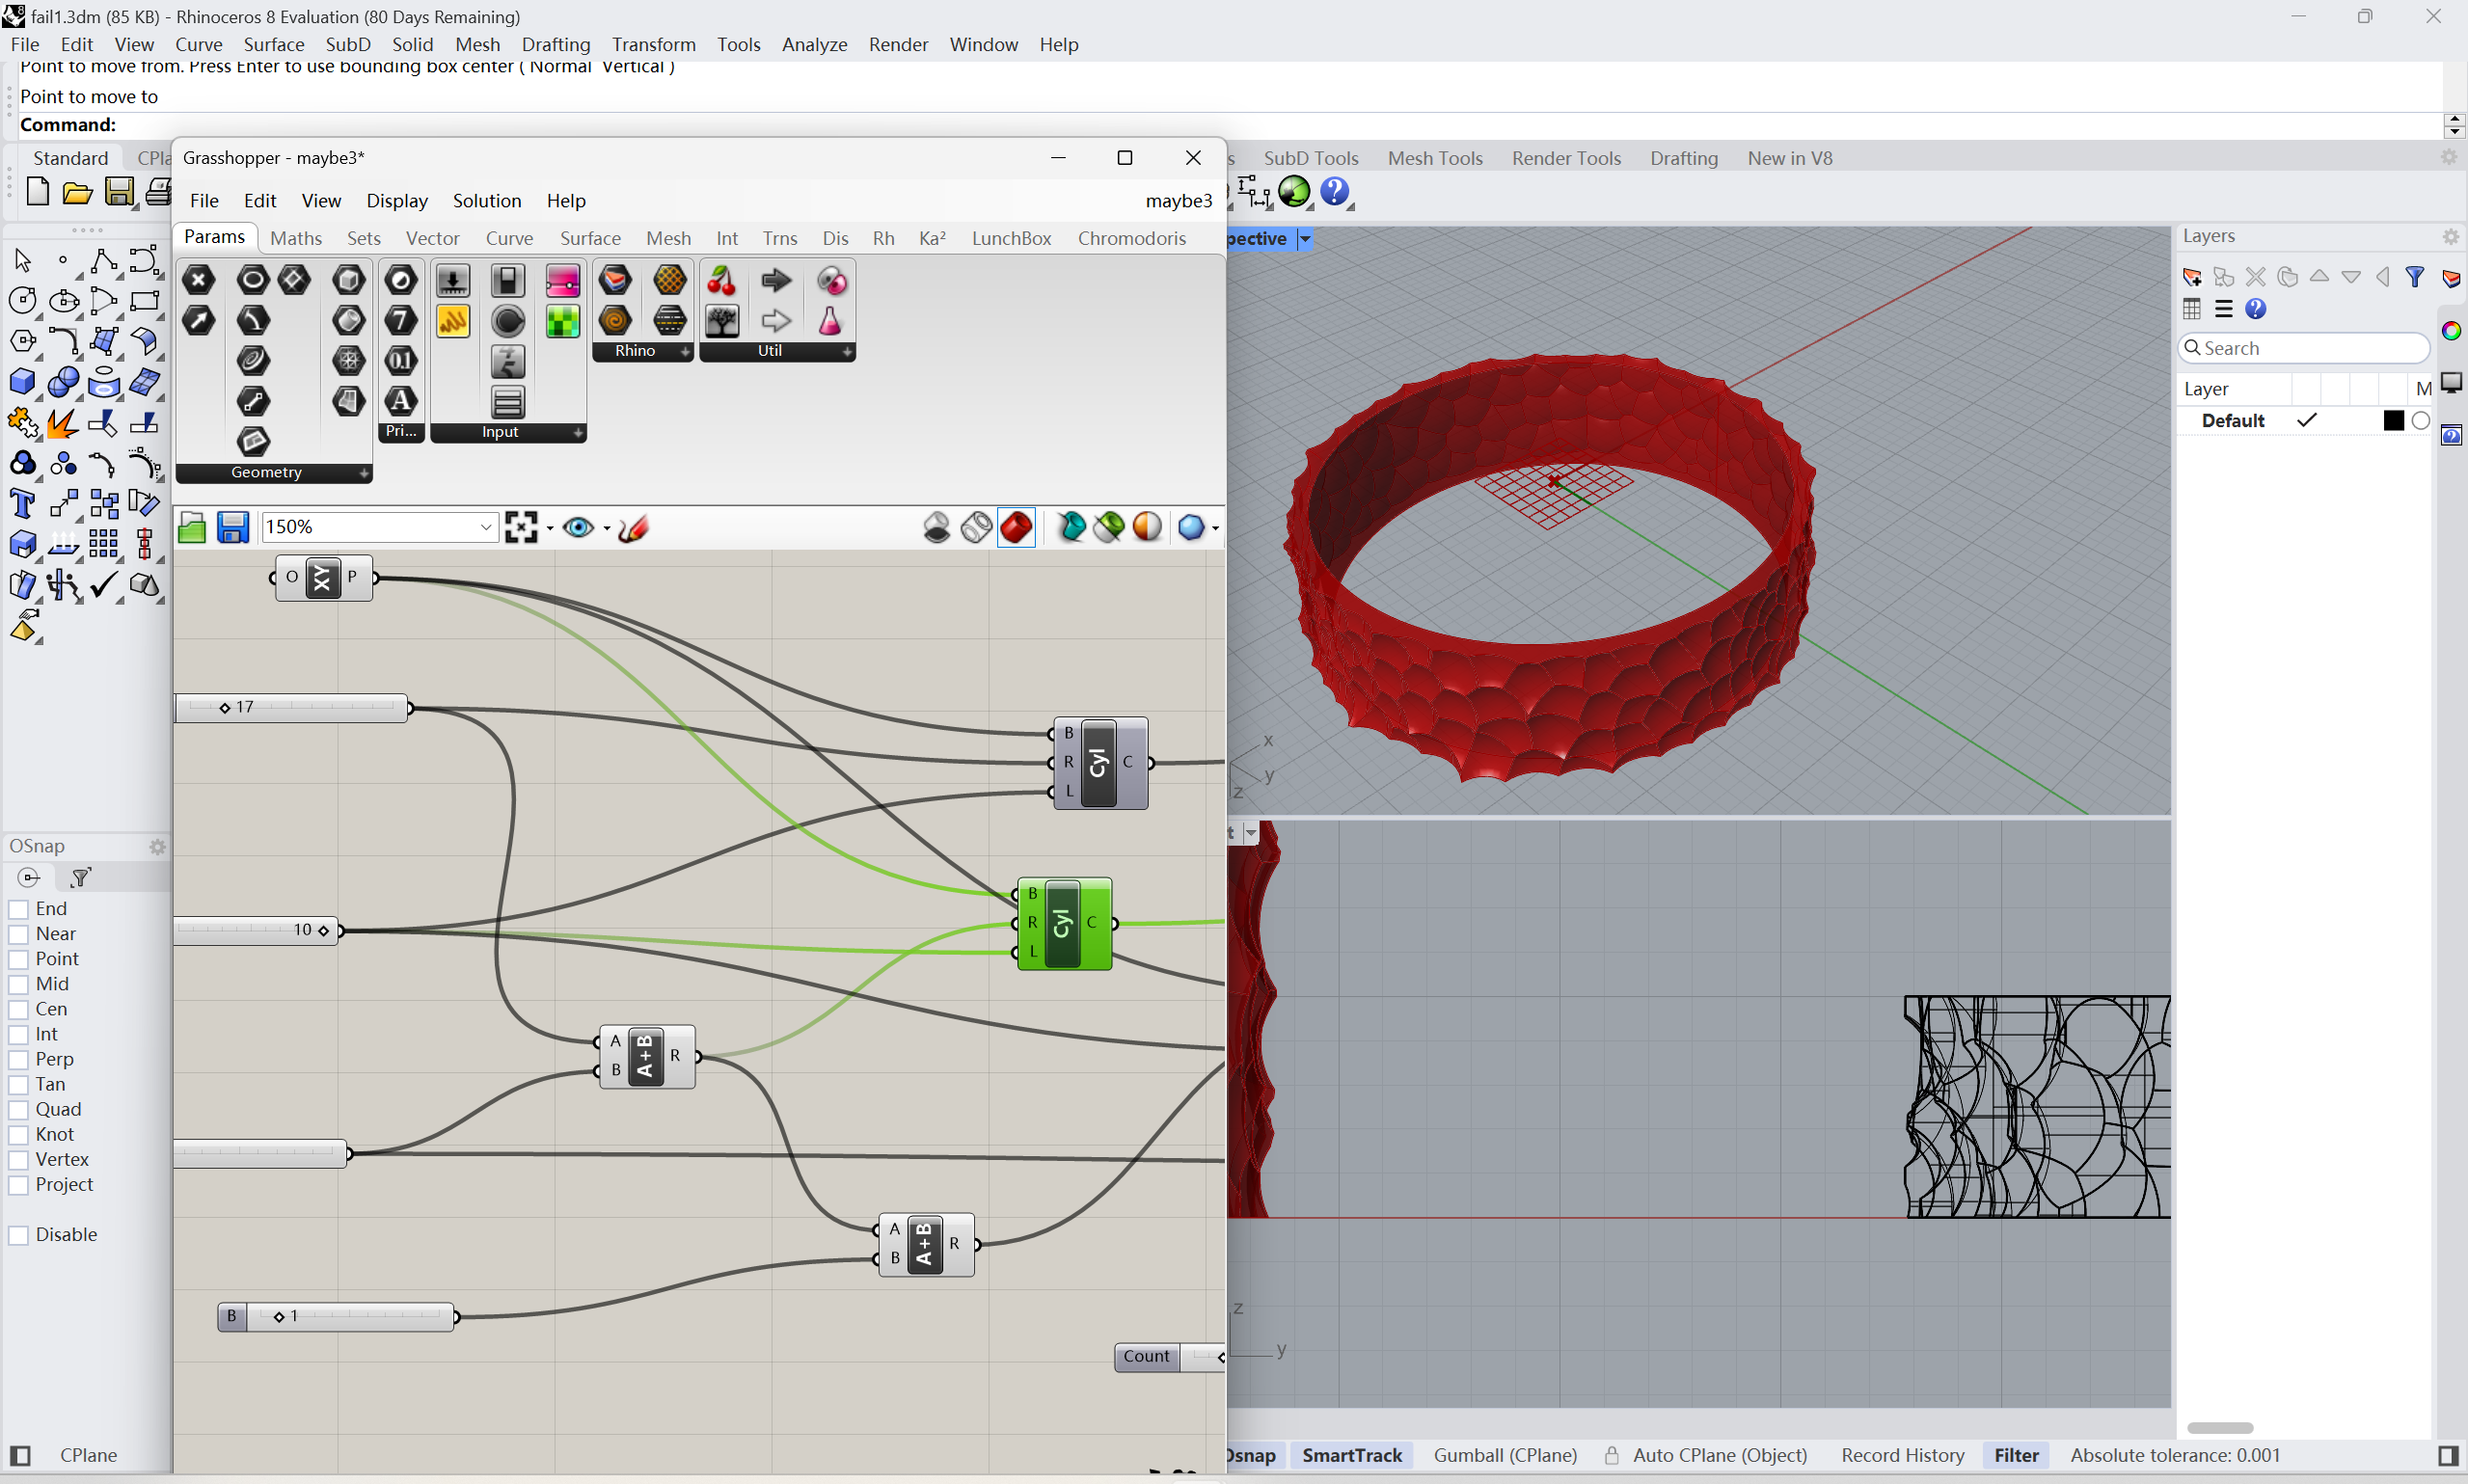 fail1.3dm (85 KB) - Rhinoceros 8 Evaluation (80 Days Remaining)
File Edit View Curve Surface SubD Solid Mesh Drafting Transform Tools Analyze Render Window Help
Point to move from. Press Enter to use bounding box center ( Normal Vertical )
Point to move to
Command:
Standard
SubD Tools Mesh Tools Render Tools Drafting New in V8
Grasshopper - maybe3*
File Edit View Display Solution Help maybe3
Params Maths Sets Vector Curve Surface Mesh Int Trns Dis Rh Ka² LunchBox Chromodoris
Geometry
Pri...
Input
Rhino
Util
150%
O XY P
17
B R L Cyl C
10
B R L Cyl C
A B A+B R
A B A+B R
B 1
Count
x
y
z
z
y
Layers
Search
Layer M
Default
OSnap
End
Near
Point
Mid
Cen
Int
Perp
Tan
Quad
Knot
Vertex
Project
Disable
CPlane
SmartTrack Gumball (CPlane) Auto CPlane (Object) Record History Filter Absolute tolerance: 0.001